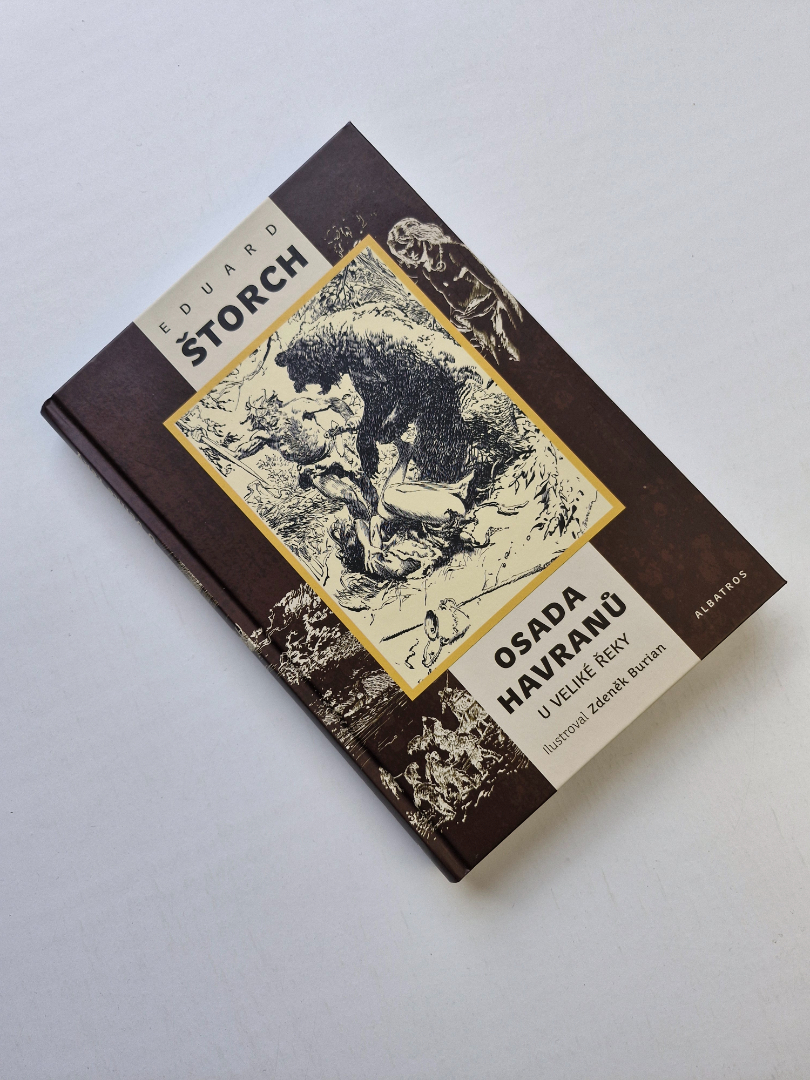 EDUARD
ŠTORCH
OSADA
HAVRANŮ
U VELIKÉ ŘEKY
Ilustroval Zdeněk Burian
ALBATROS